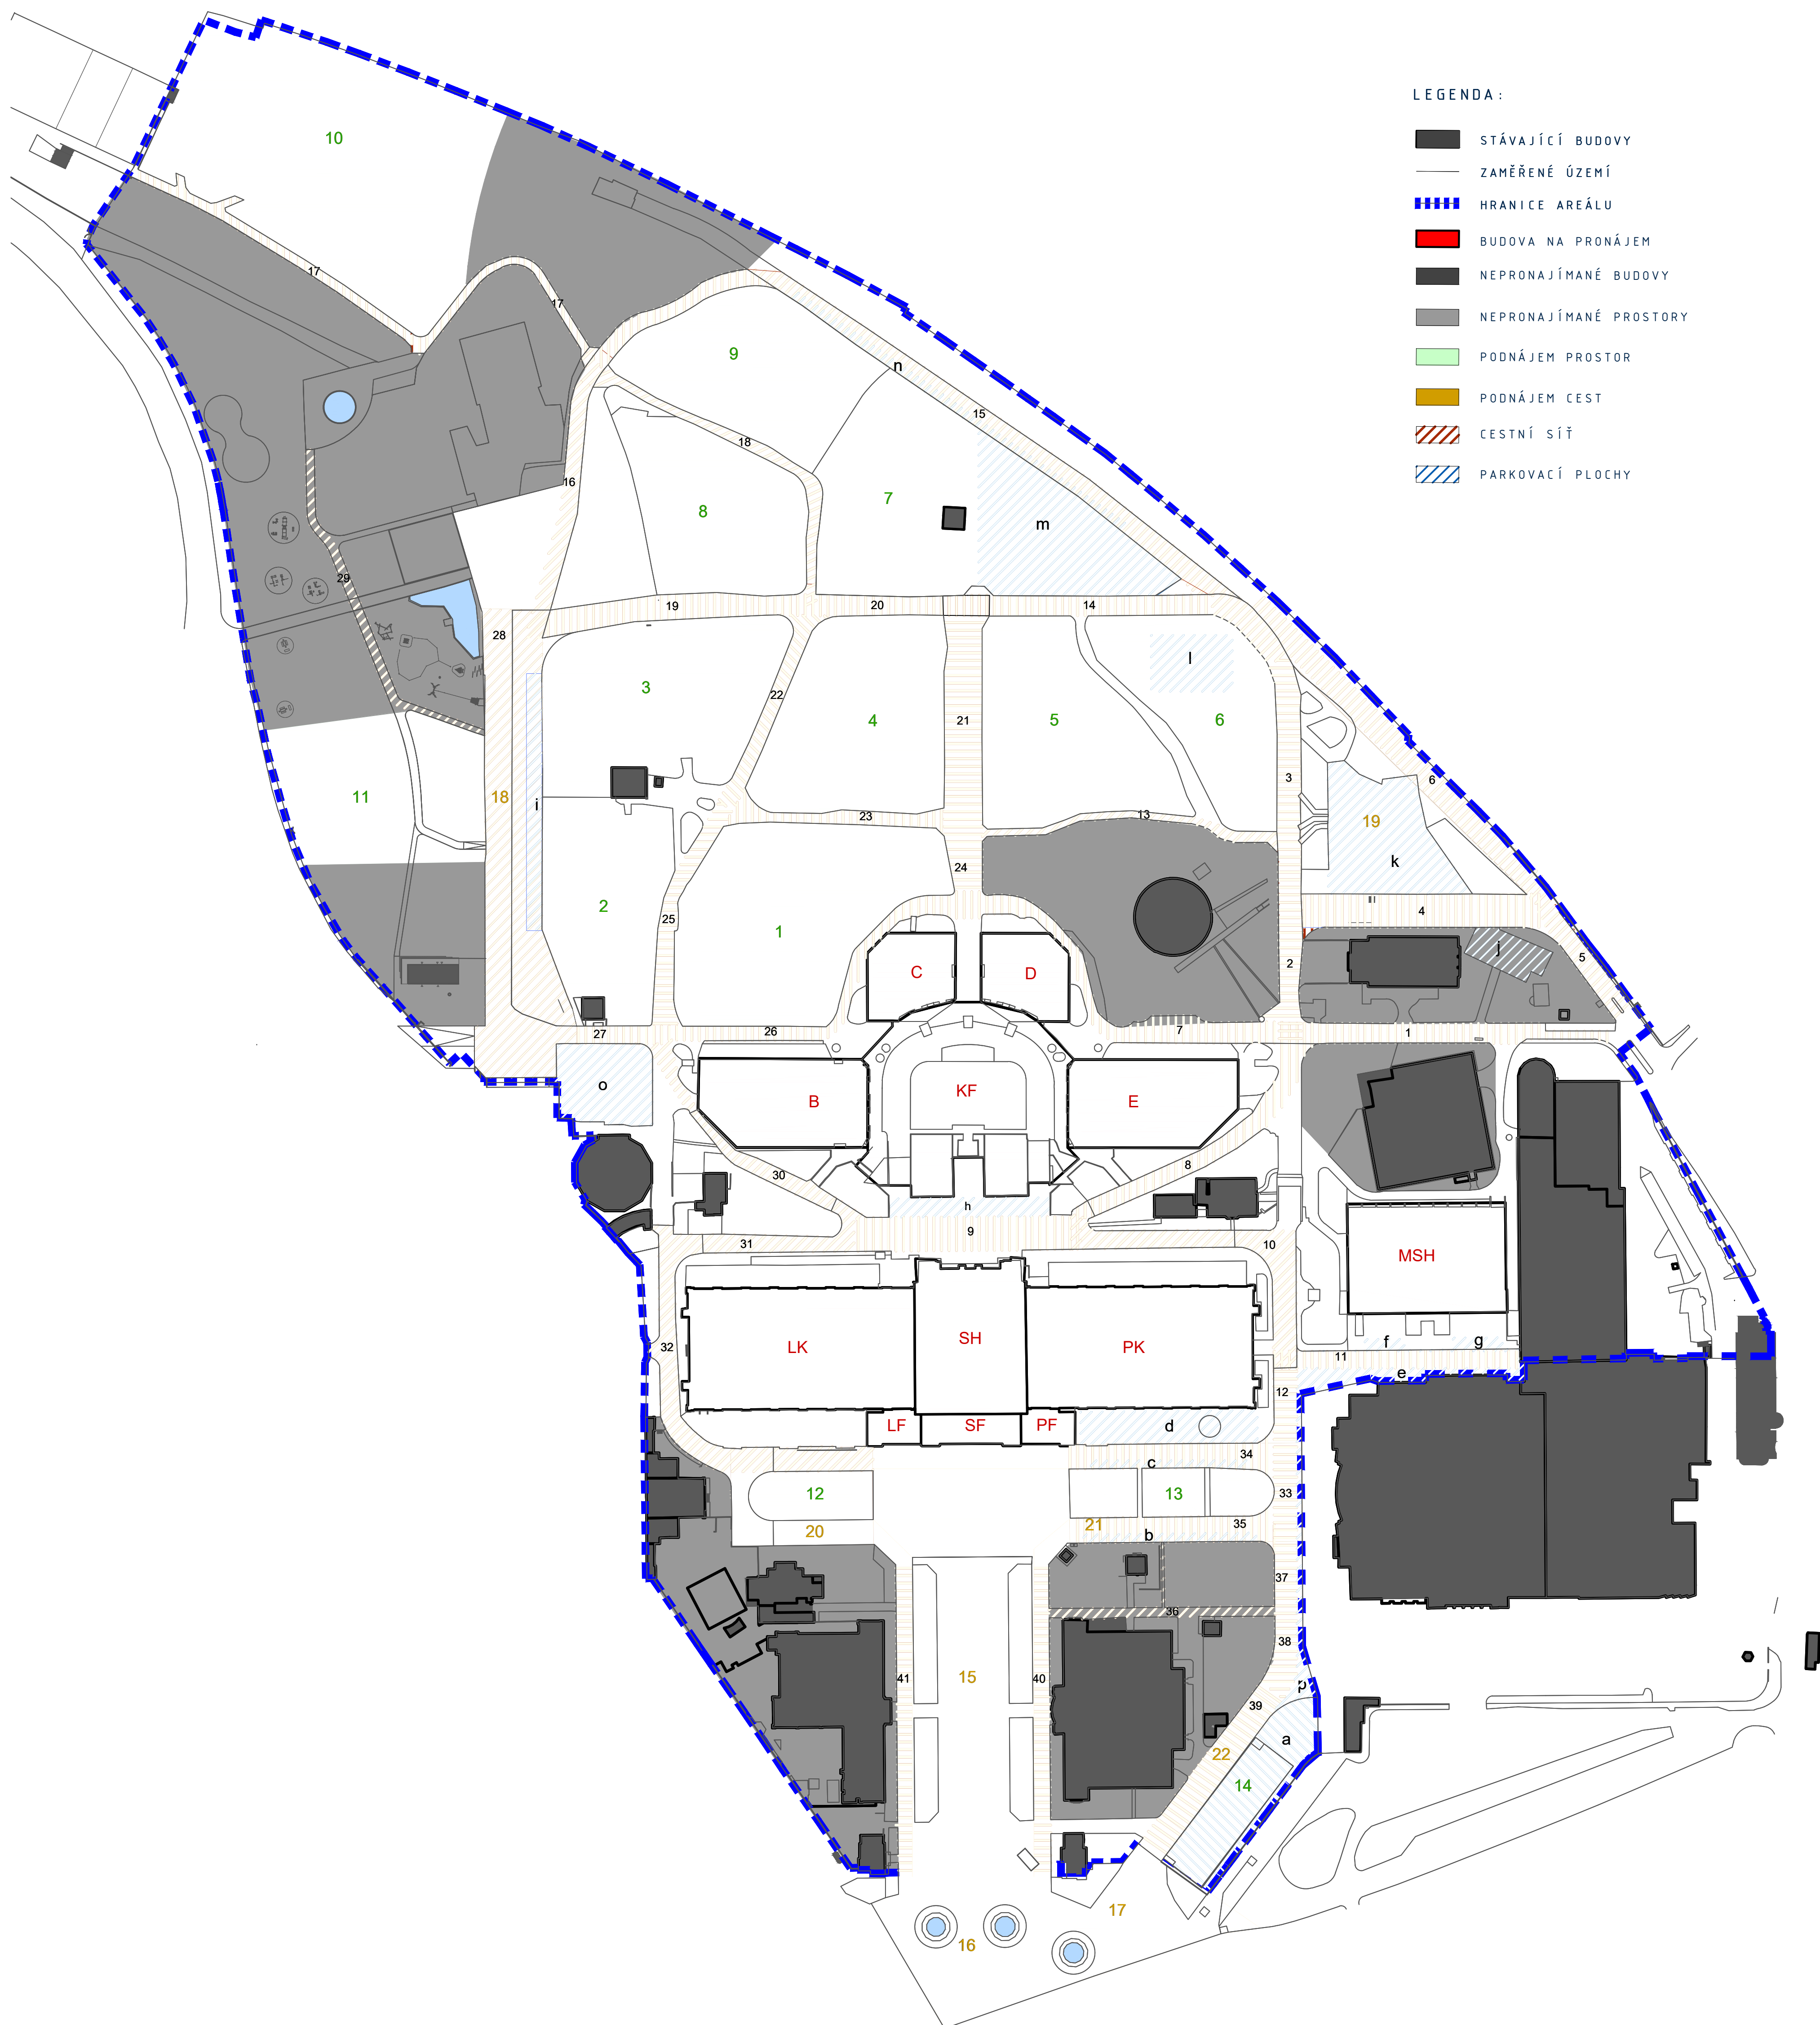 LEGENDA:
STÁVAJÍCÍ BUDOVY
ZAMĚŘENÉ ÚZEMÍ
HRANICE AREÁLU
BUDOVA NA PRONÁJEM
NEPRONAJÍMANÉ BUDOVY
NEPRONAJÍMANÉ PROSTORY
PODNÁJEM PROSTOR
PODNÁJEM CEST
CESTNÍ SÍŤ
PARKOVACÍ PLOCHY
10
17
17
9
n
15
18
16
8
7
m
29
28
19
20
14
3
22
4
21
5
l
6
3
6
11
18
i
23
13
19
k
24
2
25
1
4
C
D
2
j
5
27
26
7
1
o
B
KF
E
30
8
h
31
9
10
MSH
32
LK
SH
PK
f
g
11
e
12
LF
SF
PF
d
34
c
12
13
33
20
21
35
b
37
36
38
41
15
40
p
39
a
22
14
17
16